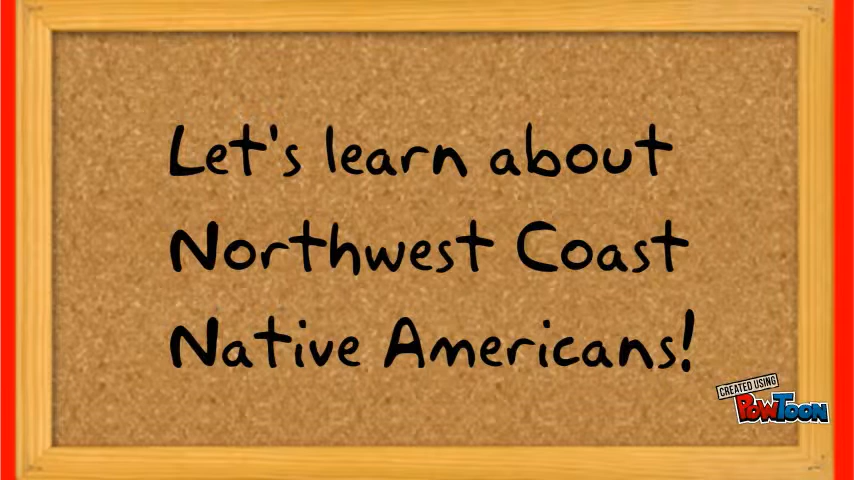 Let's learn about
Northwest Coast
Native Americans!
CREATED USING
POWTOON